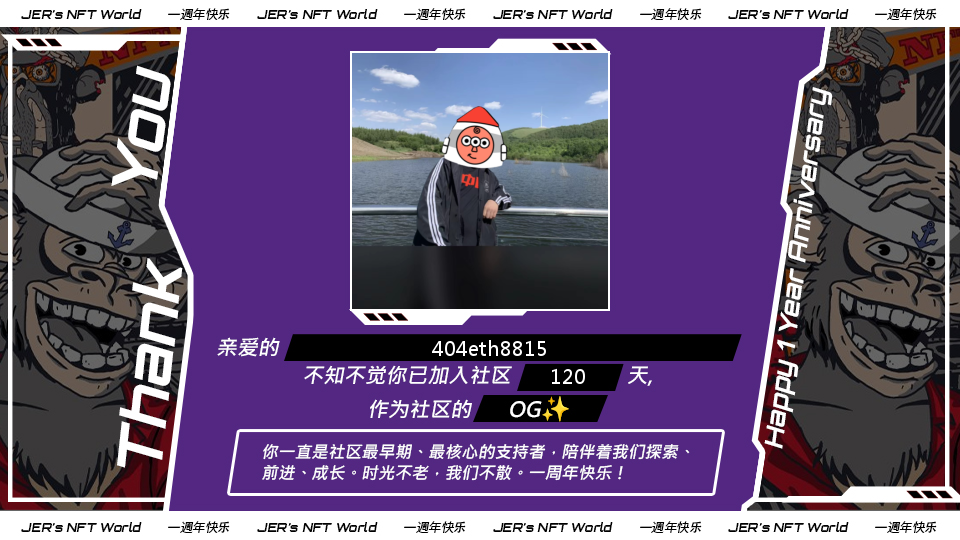 JER's NFT World 一週年快乐 JER's NFT World 一週年快乐 JER's NFT World 一週年快乐 JER's NFT World 一週年快乐
Thank You
Happy 1 Year Anniversary
亲爱的 404eth8815
不知不觉你已加入社区 120 天,
作为社区的 OG✨
你一直是社区最早期、最核心的支持者，陪伴着我们探索、
前进、成长。时光不老，我们不散。一周年快乐！
JER's NFT World 一週年快乐 JER's NFT World 一週年快乐 JER's NFT World 一週年快乐 JER's NFT World 一週年快乐